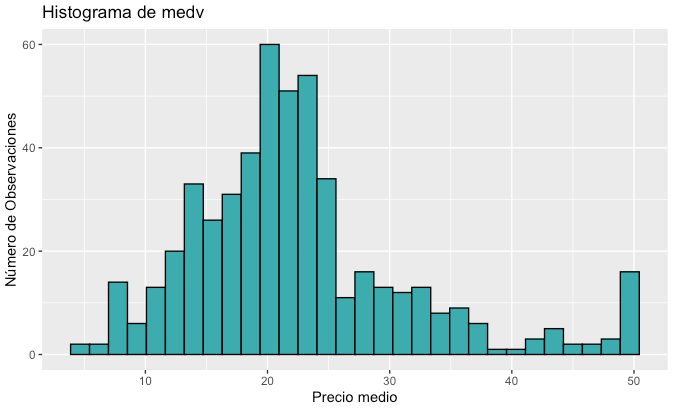 Histograma de medv
Número de Observaciones
60
40
20
0
10 20 30 40 50
Precio medio